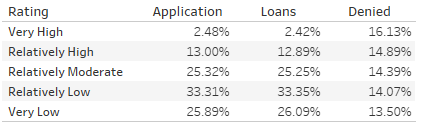 Rating Application Loans Denied
Very High 2.48% 2.42% 16.13%
Relatively High 13.00% 12.89% 14.89%
Relatively Moderate 25.32% 25.25% 14.39%
Relatively Low 33.31% 33.35% 14.07%
Very Low 25.89% 26.09% 13.50%